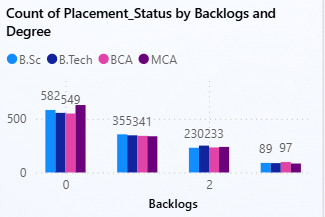 Count of Placement_Status by Backlogs and
Degree
B.Sc B.Tech BCA MCA
582 549
500
355 341
230 233
89 97
0
0 2
Backlogs